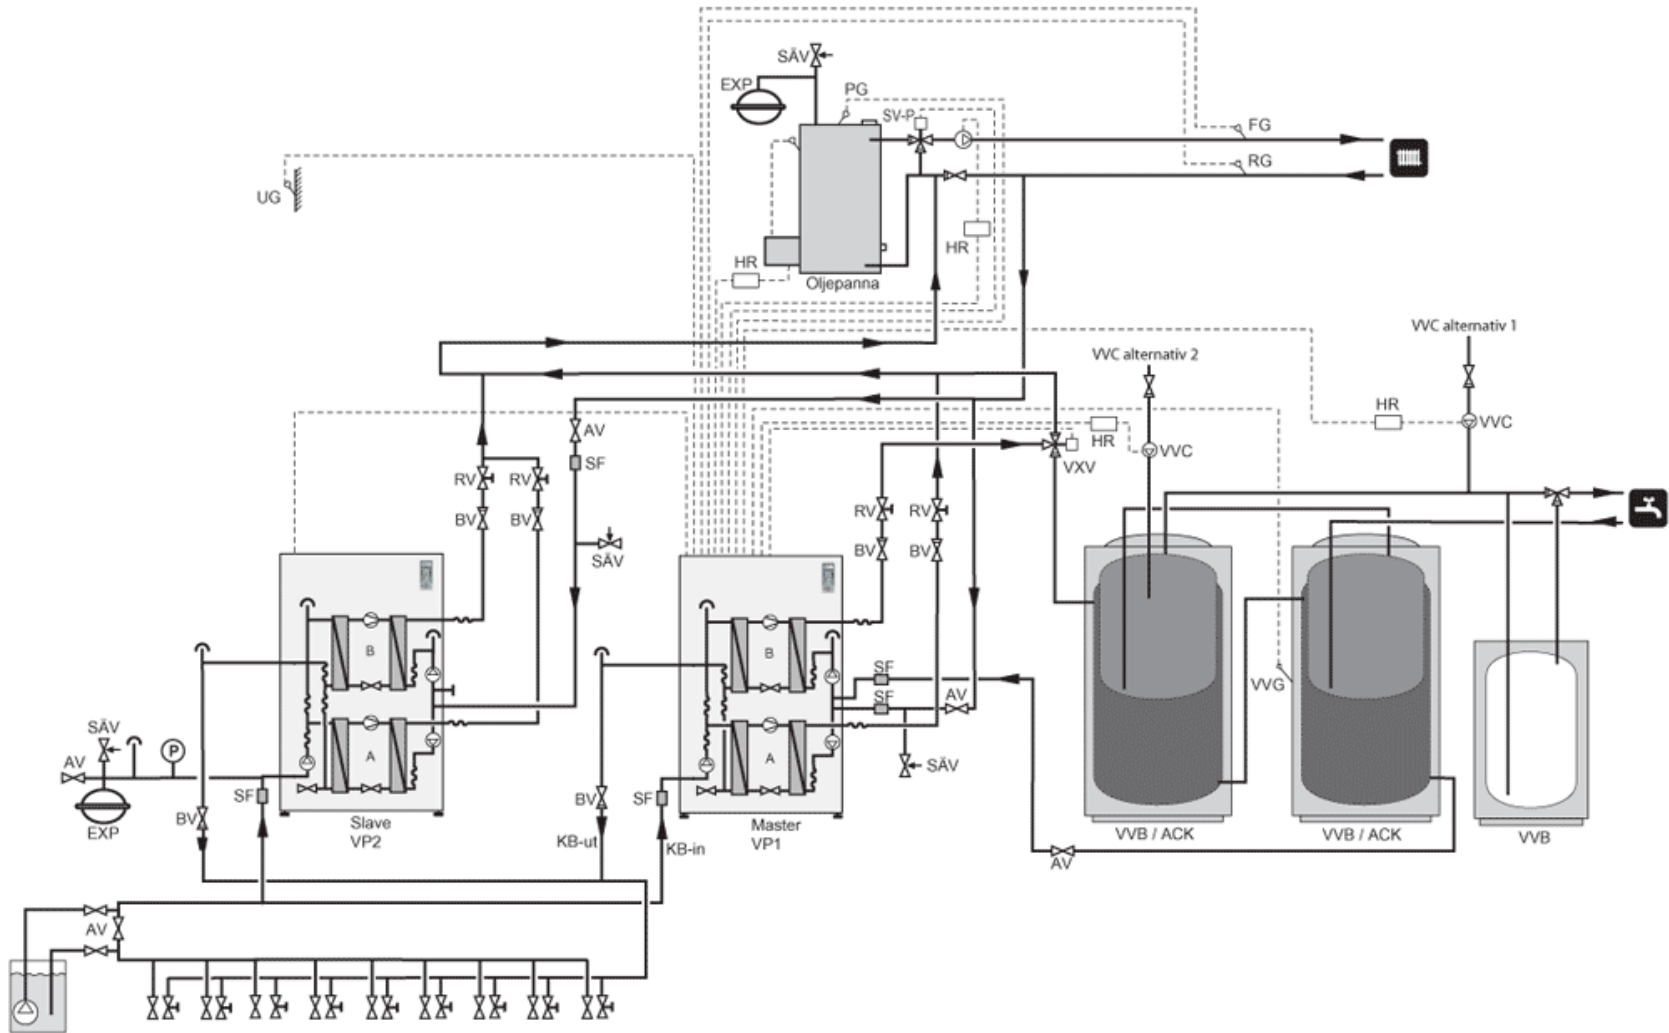 SÄV
EXP
PG
SV-P
FG
RG
UG
HR
HR
Oljepanna
VVC alternativ 1
VVC alternativ 2
HR
VVC
HR
VVC
VXV
AV
SF
RV
RV
BV
BV
SÄV
RV
RV
BV
BV
B
A
B
A
SF
SF
AV
SÄV
VVG
SÄV
AV
P
EXP
SF
BV
Slave
VP2
BV
SF
KB-ut
KB-in
Master
VP1
VVB / ACK
VVB / ACK
VVB
AV
AV